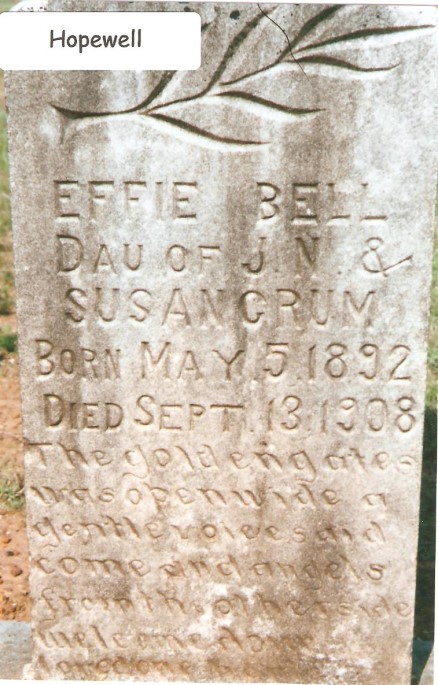 Hopewell
EFFIE BELL
DAU OF J. N. &
SUSAN CRUM
BORN MAY. 5. 1892
DIED SEPT. 13. 1908
The golden gates
was open wide a
gentle voice said
come and angels
from the other side
welcome